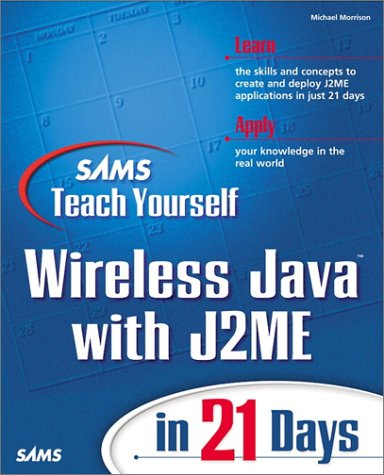 Michael Morrison
Learn
the skills and concepts to
create and deploy J2ME
applications in just 21 days
Apply
your knowledge in the
real world
SAMS
Teach Yourself
Wireless Java™
with J2ME
in 21 Days
SAMS